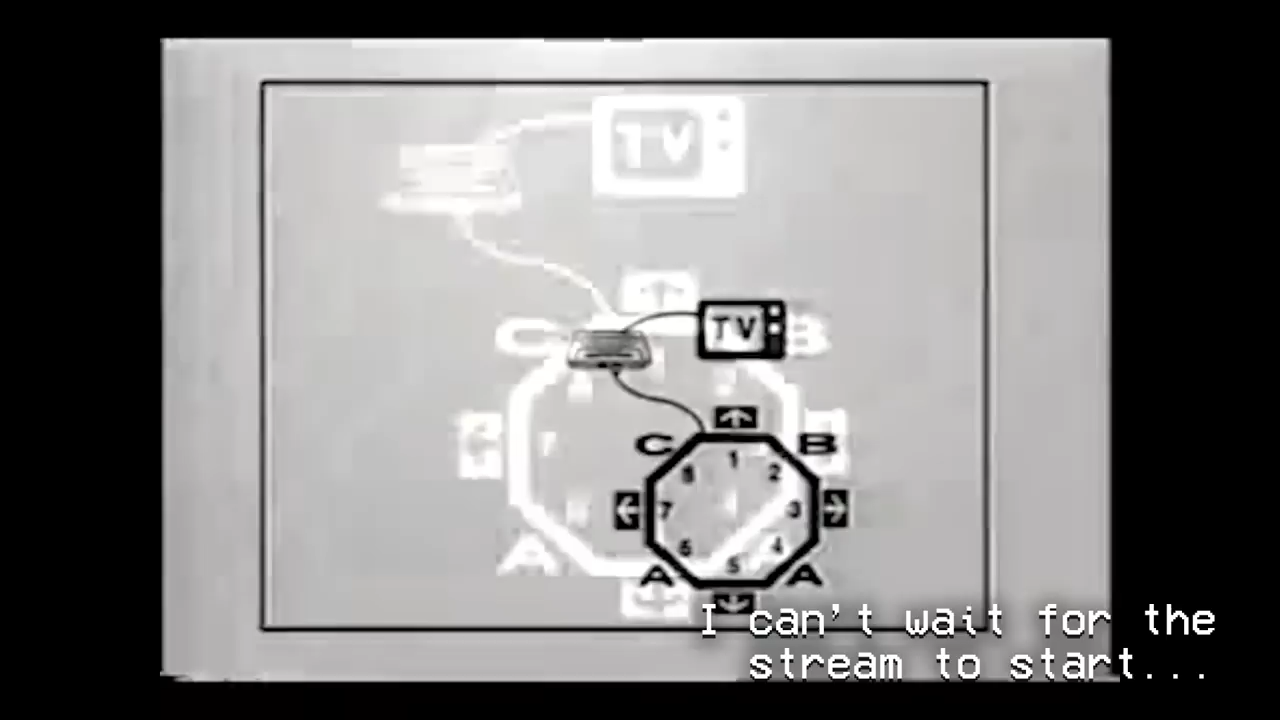 TV
C B
TV
C B
8 1 2
7 3
6 5 4
A A
A
I can't wait for the
stream to start...